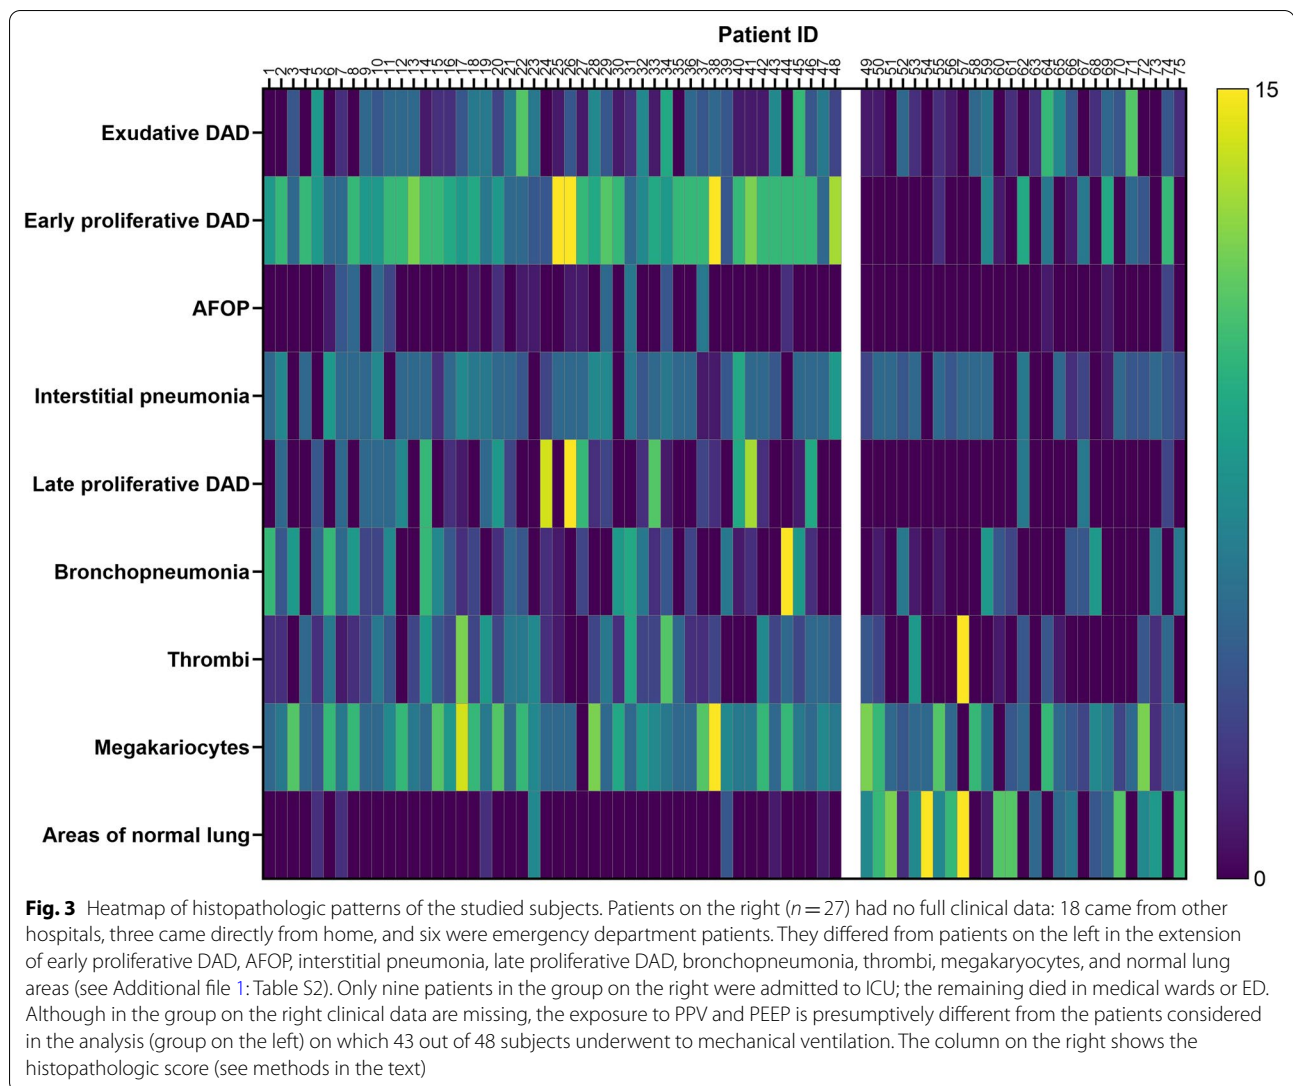 Patient ID
1 2 3 4 5 6 7 8 9 10 11 12 13 14 15 16 17 18 19 20 21 22 23 24 25 26 27 28 29 30 31 32 33 34 35 36 37 38 39 40 41 42 43 44 45 46 47 48 49 50 51 52 53 54 55 56 57 58 59 60 61 62 63 64 65 66 67 68 69 70 71 72 73 74 75
15
Exudative DAD
Early proliferative DAD
AFOP
Interstitial pneumonia
Late proliferative DAD
Bronchopneumonia
Thrombi
Megakariocytes
Areas of normal lung
0
Fig. 3 Heatmap of histopathologic patterns of the studied subjects. Patients on the right (n = 27) had no full clinical data: 18 came from other
hospitals, three came directly from home, and six were emergency department patients. They differed from patients on the left in the extension
of early proliferative DAD, AFOP, interstitial pneumonia, late proliferative DAD, bronchopneumonia, thrombi, megakaryocytes, and normal lung
areas (see Additional file 1: Table S2). Only nine patients in the group on the right were admitted to ICU; the remaining died in medical wards or ED.
Although in the group on the right clinical data are missing, the exposure to PPV and PEEP is presumptively different from the patients considered
in the analysis (group on the left) on which 43 out of 48 subjects underwent to mechanical ventilation. The column on the right shows the
histopathologic score (see methods in the text)